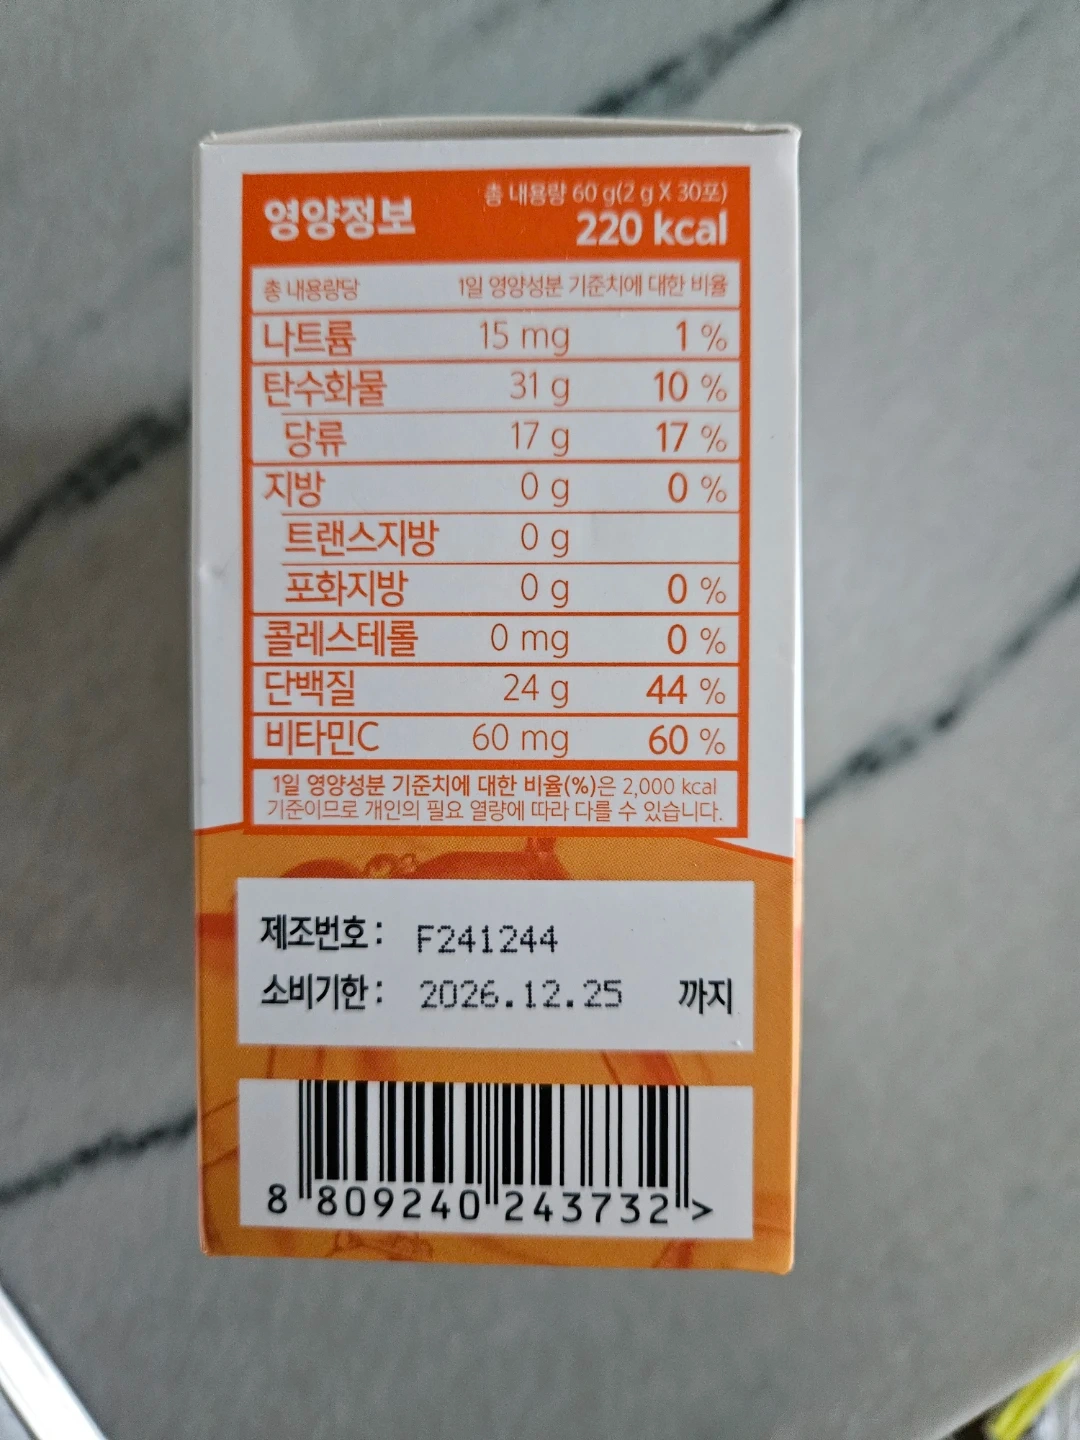 영양정보
총 내용량 60 g(2 g X 30포)
220 kcal
총 내용량당 1일 영양성분 기준치에 대한 비율
나트륨 15 mg 1 %
탄수화물 31 g 10 %
당류 17 g 17 %
지방 0 g 0 %
트랜스지방 0 g
포화지방 0 g 0 %
콜레스테롤 0 mg 0 %
단백질 24 g 44 %
비타민C 60 mg 60 %
1일 영양성분 기준치에 대한 비율(%)은 2,000 kcal
기준이므로 개인의 필요 열량에 따라 다를 수 있습니다.
제조번호 : F241244
소비기한 : 2026.12.25 까지
8 809240 243732 >